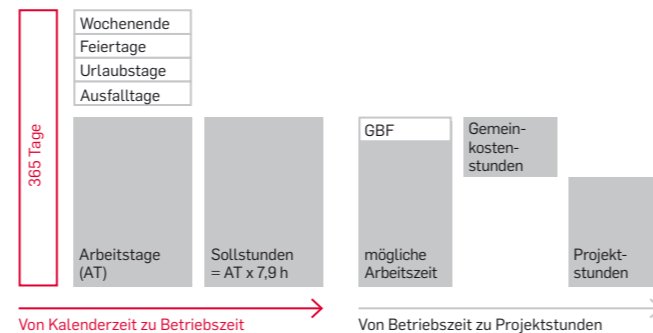 365 Tage
Wochenende
Feiertage
Urlaubstage
Ausfalltage
Arbeitstage
(AT)
Sollstunden
= AT x 7,9 h
GBF
mögliche
Arbeitszeit
Gemein-
kosten-
stunden
Projekt-
stunden
Von Kalenderzeit zu Betriebszeit
Von Betriebszeit zu Projektstunden